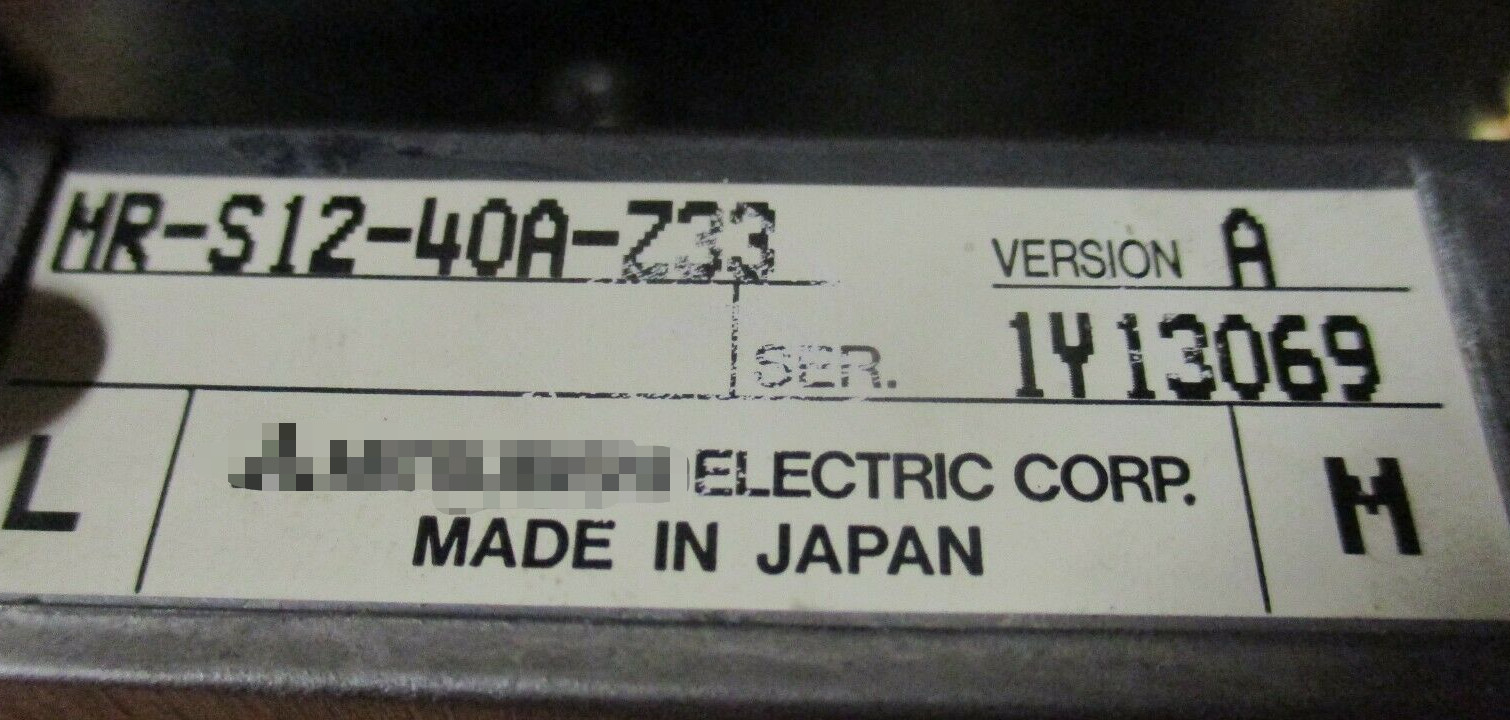 MR-S12-40A-Z33 VERSION A
SER. 1Y13069
L ELECTRIC CORP. M
MADE IN JAPAN